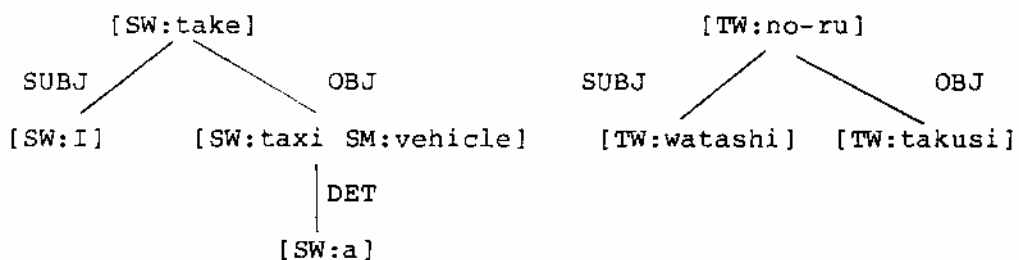 [SW:take] [TW:no-ru]
SUBJ OBJ SUBJ OBJ
[SW:I] [SW:taxi SM:vehicle] [TW:watashi] [TW:takusi]
DET
[SW:a]